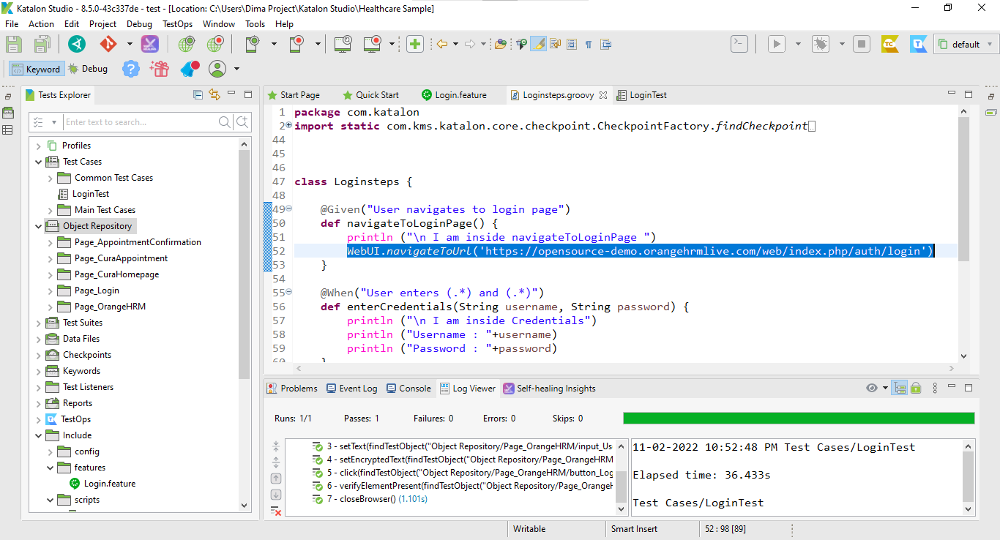 Katalon Studio - 8.5.0-43c337de - test - [Location: C:\Users\Dima Project\Katalon Studio\Healthcare Sample]
File Action Edit Project Debug TestOps Window Tools Help
default
Keyword Debug
Tests Explorer
Enter text to search...
Profiles
Test Cases
Common Test Cases
LoginTest
Main Test Cases
Object Repository
Page_AppointmentConfirmation
Page_CuraAppointment
Page_CuraHomepage
Page_Login
Page_OrangeHRM
Test Suites
Data Files
Checkpoints
Keywords
Test Listeners
Reports
TestOps
Include
config
features
Login.feature
scripts
Start Page Quick Start Login.feature Loginsteps.groovy LoginTest
1 package com.katalon
2 import static com.kms.katalon.core.checkpoint.CheckpointFactory.findCheckpoint
44
45
46
47 class Loginsteps {
48
49 @Given("User navigates to login page")
50 def navigateToLoginPage() {
51 println ("\n I am inside navigateToLoginPage ")
52 WebUI.navigateToUrl('https://opensource-demo.orangehrmlive.com/web/index.php/auth/login')
53 }
54
55 @When("User enters (.*) and (.*)")
56 def enterCredentials(String username, String password) {
57 println ("\n I am inside Credentials")
58 println ("Username : "+username)
59 println ("Password : "+password)
60 }
Problems Event Log Console Log Viewer Self-healing Insights
Runs: 1/1 Passes: 1 Failures: 0 Errors: 0 Skips: 0
3 - setText(findTestObject("Object Repository/Page_OrangeHRM/input_Us
4 - setEncryptedText(findTestObject("Object Repository/Page_OrangeHRM
5 - click(findTestObject("Object Repository/Page_OrangeHRM/button_Log
6 - verifyElementPresent(findTestObject("Object Repository/Page_Orangel
7 - closeBrowser() (1.101s)
11-02-2022 10:52:48 PM Test Cases/LoginTest
Elapsed time: 36.433s
Test Cases/LoginTest
Writable Smart Insert 52 : 98 [89]